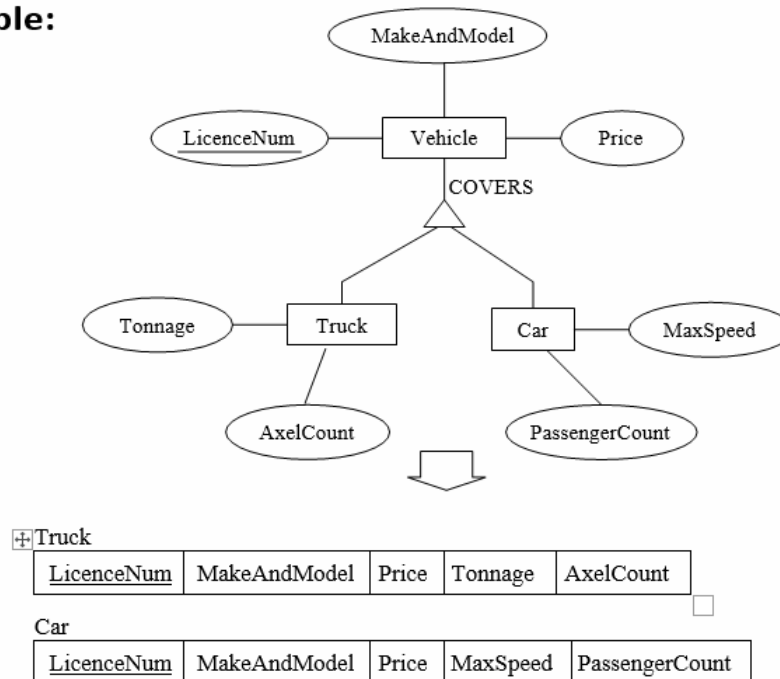 ple:
MakeAndModel
LicenceNum
Vehicle
Price
COVERS
Tonnage
Truck
Car
MaxSpeed
AxelCount
PassengerCount
Truck
LicenceNum MakeAndModel Price Tonnage AxelCount
Car
LicenceNum MakeAndModel Price MaxSpeed PassengerCount